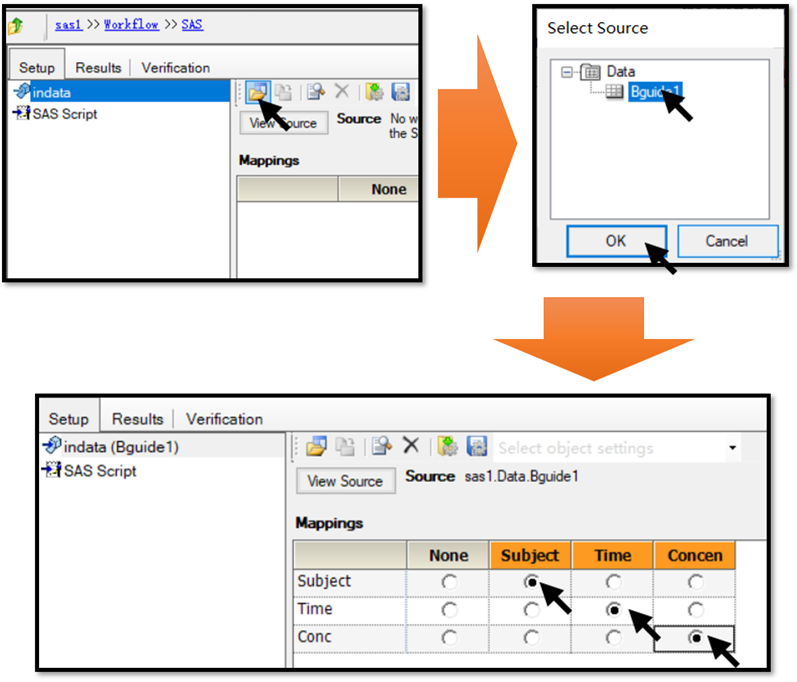 sas1 >> Workflow >> SAS
Setup Results Verification
indata
SAS Script
View Source Source No w
the S
Mappings
None
Select Source
Data
Bguide1
OK Cancel
Setup Results Verification
indata (Bguide1)
SAS Script
Select object settings
View Source Source sas1.Data.Bguide1
Mappings
None Subject Time Concen
Subject
Time
Conc